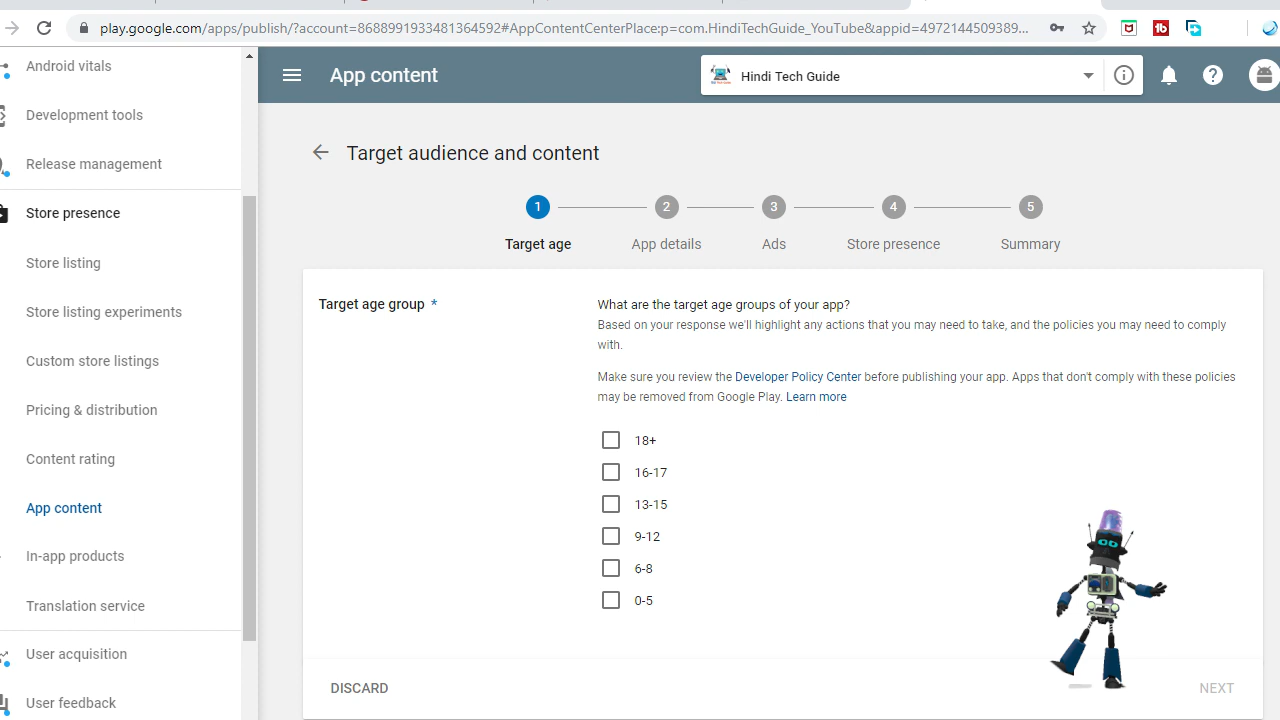 play.google.com/apps/publish/?account=8688991933481364592#AppContentCenterPlace:p=com.HindiTechGuide_YouTube&appid=4972144509389...
Android vitals
Development tools
Release management
Store presence
Store listing
Store listing experiments
Custom store listings
Pricing & distribution
Content rating
App content
In-app products
Translation service
User acquisition
User feedback
App content
Hindi Tech Guide
Target audience and content
1 2 3 4 5
Target age App details Ads Store presence Summary
Target age group *
What are the target age groups of your app?
Based on your response we'll highlight any actions that you may need to take, and the policies you may need to comply
with.
Make sure you review the Developer Policy Center before publishing your app. Apps that don't comply with these policies
may be removed from Google Play. Learn more
18+
16-17
13-15
9-12
6-8
0-5
DISCARD
NEXT